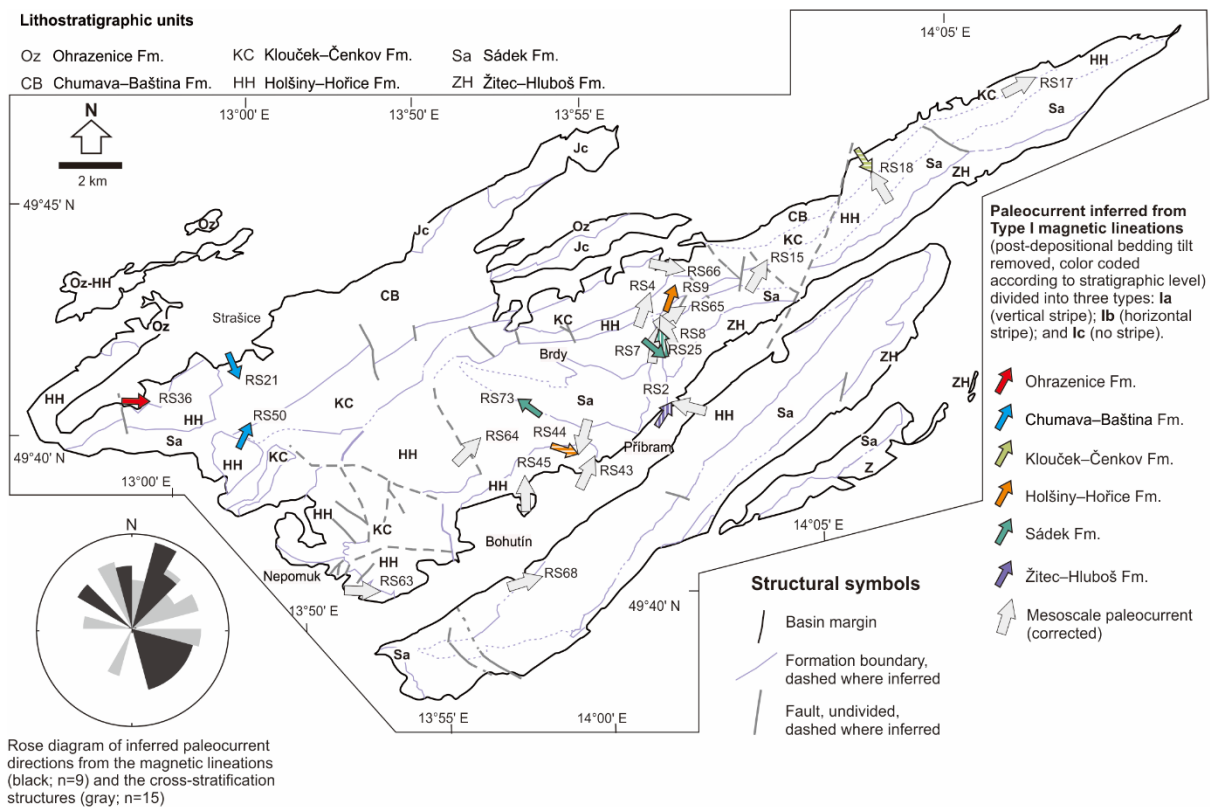 Lithostratigraphic units
Oz Ohrazenice Fm. KC Klouček–Čenkov Fm. Sa Sádek Fm.
CB Chumava–Baština Fm. HH Holšiny–Hořice Fm. ZH Žitec–Hluboš Fm.
14°05' E
13°00' E
13°50' E
13°55' E
N
2 km
49°45' N
HH
KC
RS17
Sa
Jc
RS18
Sa
ZH
Oz
Jc
Oz
Jc
CB
HH
KC
RS15
Sa
Oz-HH
Oz
CB
Strašice
RS66
RS4
RS9
RS65
KC
HH
RS8
ZH
RS7
RS25
Brdy
RS21
HH
RS36
HH
Sa
RS50
KC
HH
KC
HH
RS73
Sa
RS2
HH
RS44
RS64
Příbram
RS45
RS43
HH
ZH
ZH
Sa
Sa
Z
49°40' N
13°00' E
HH
KC
HH
Bohutín
Nepomuk
RS63
RS68
13°50' E
Sa
14°05' E
49°40' N
13°55' E
14°00' E
Paleocurrent inferred from
Type I magnetic lineations
(post-depositional bedding tilt
removed, color coded
according to stratigraphic level)
divided into three types: Ia
(vertical stripe); Ib (horizontal
stripe); and Ic (no stripe).
Ohrazenice Fm.
Chumava–Baština Fm.
Klouček–Čenkov Fm.
Holšiny–Hořice Fm.
Sádek Fm.
Žitec–Hluboš Fm.
Mesoscale paleocurrent
(corrected)
Structural symbols
Basin margin
Formation boundary,
dashed where inferred
Fault, undivided,
dashed where inferred
N
Rose diagram of inferred paleocurrent
directions from the magnetic lineations
(black; n=9) and the cross-stratification
structures (gray; n=15)